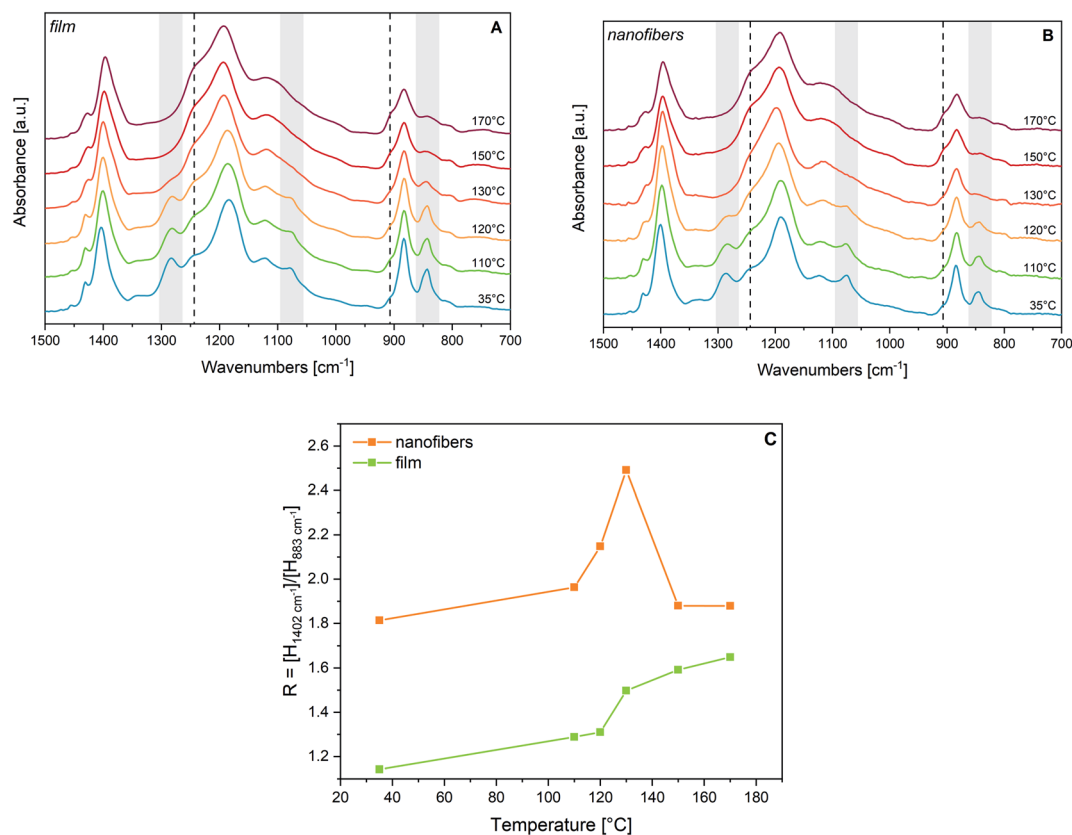 film
A
170°C
150°C
130°C
120°C
110°C
35°C
Absorbance [a.u.]
1500 1400 1300 1200 1100 1000 900 800 700
Wavenumbers [cm⁻¹]
nanofibers
B
170°C
150°C
130°C
120°C
110°C
35°C
Absorbance [a.u.]
1500 1400 1300 1200 1100 1000 900 800 700
Wavenumbers [cm⁻¹]
nanofibers
film
C
2.6
2.4
2.2
2.0
1.8
1.6
1.4
1.2
R = [H1402 cm⁻¹]/[H883 cm⁻¹]
20 40 60 80 100 120 140 160 180
Temperature [°C]